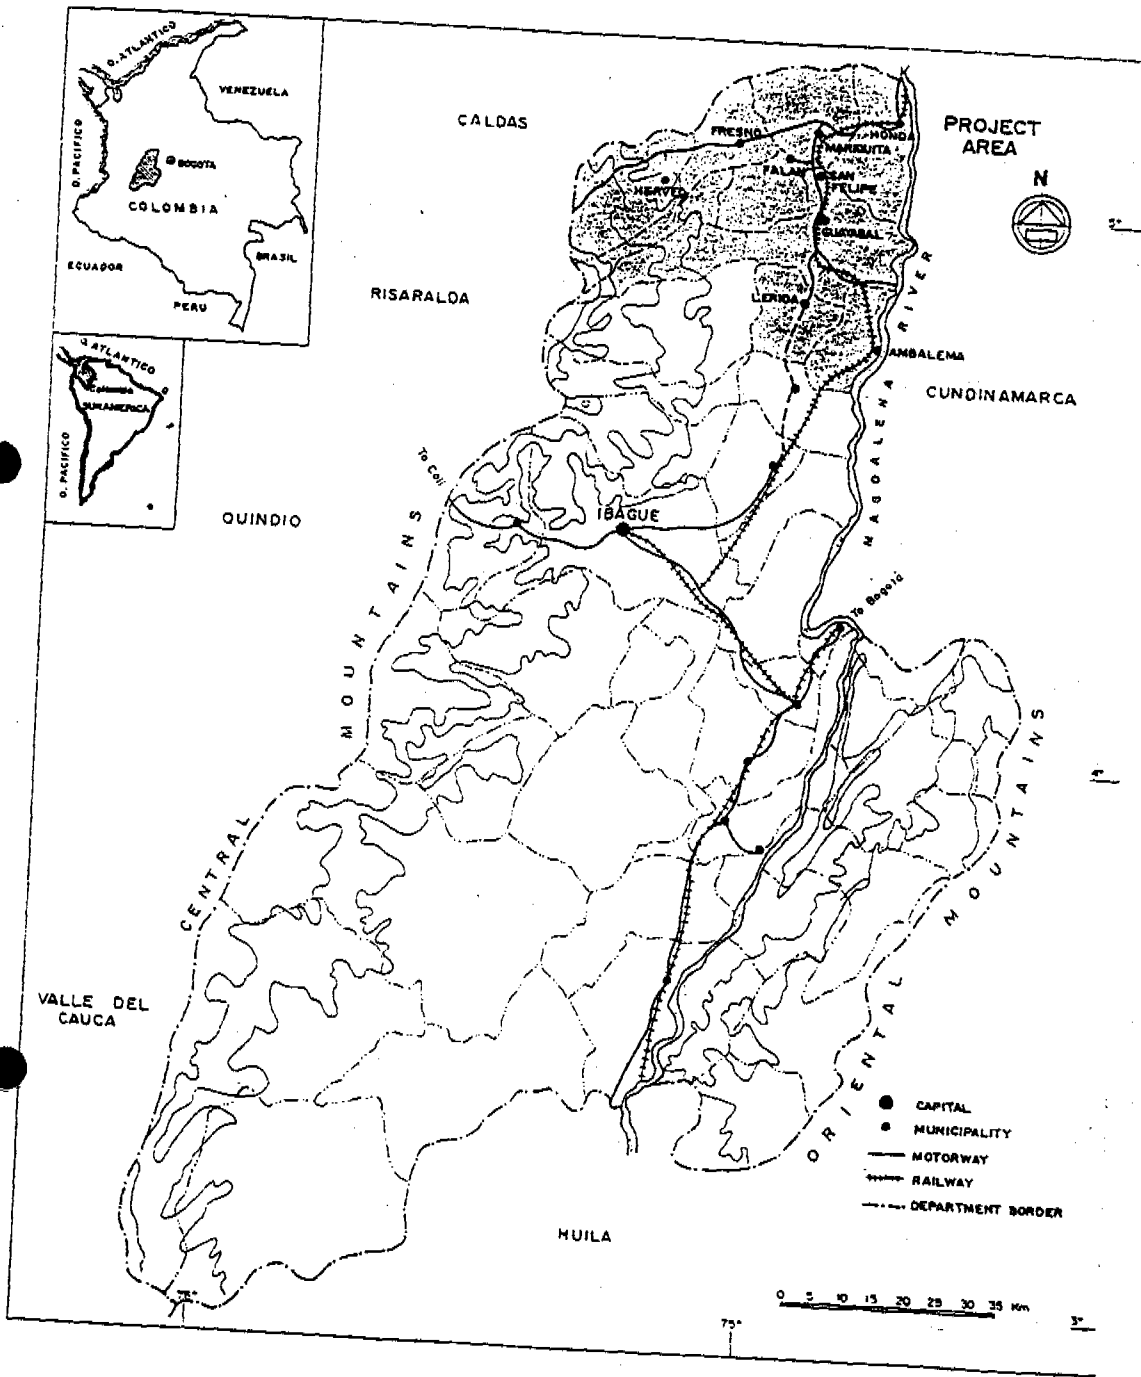 O. ATLANTICO
VENEZUELA
O. PACIFICO
BOGOTA
COLOMBIA
BRASIL
ECUADOR
PERU
O. ATLANTICO
Colombia
SURAMERICA
O. PACIFICO
CALDAS
PROJECT
AREA
N
FRESNO
HONDA
MARIQUITA
FALAN
SAN
FELIPE
HERVEO
GUAYABAL
5°
RISARALDA
LERIDA
AMBALEMA
MAGDALENA RIVER
CUNDINAMARCA
To Cali
QUINDIO
IBAGUE
To Bogotá
CENTRAL MOUNTAINS
4°
ORIENTAL MOUNTAINS
VALLE DEL
CAUCA
HUILA
CAPITAL
MUNICIPALITY
MOTORWAY
RAILWAY
DEPARTMENT BORDER
0 5 10 15 20 25 30 35 Km
76°
75°
3°